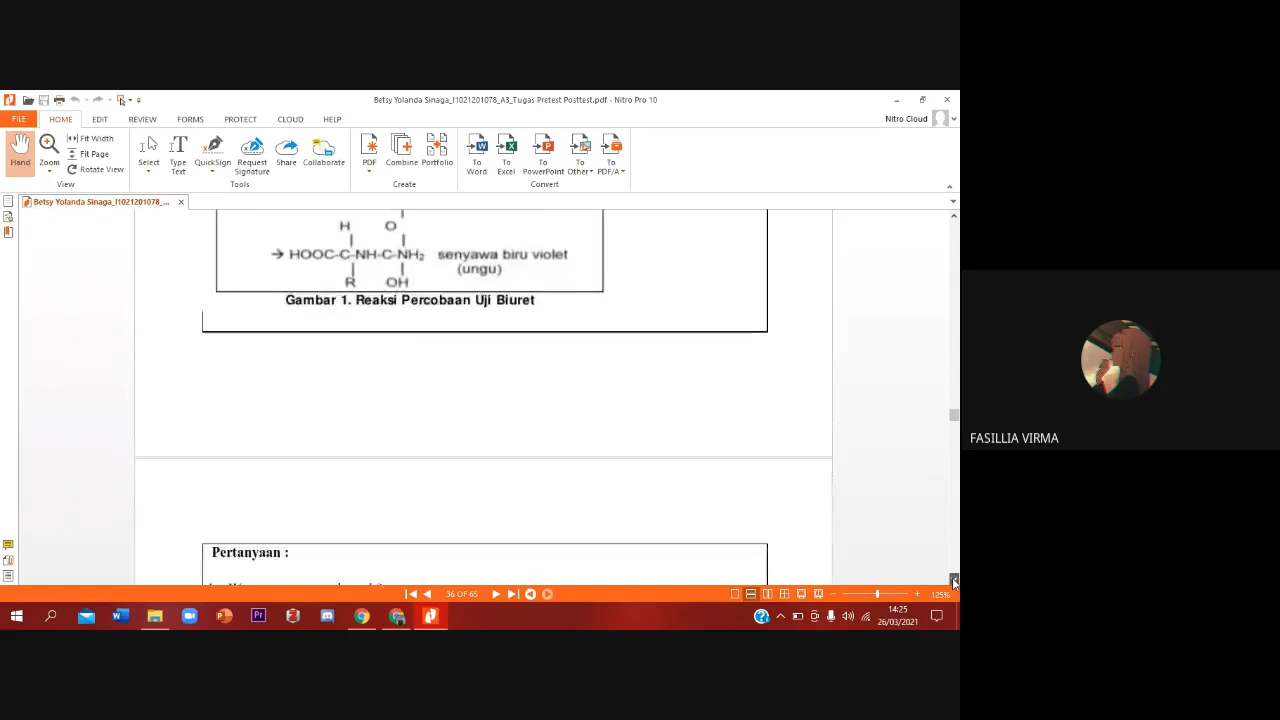 Betsy Yolanda Sinaga_I1021201078_A3_Tugas Pretest Posttest.pdf - Nitro Pro 10
FILE HOME EDIT REVIEW FORMS PROTECT CLOUD HELP
Nitro Cloud
Hand
Zoom
Fit Width
Fit Page
Rotate View
View
Select
Type Text
QuickSign
Request Signature
Share
Collaborate
Tools
PDF
Combine
Portfolio
Create
To Word
To Excel
To PowerPoint
To Other
To PDF/A
Convert
Betsy Yolanda Sinaga_I1021201078_...
H O
HOOC-C-NH-C-NH2 senyawa biru violet
(ungu)
R OH
Gambar 1. Reaksi Percobaan Uji Biuret
Pertanyaan :
36 OF 65
125%
14:25
26/03/2021
FASILLIA VIRMA